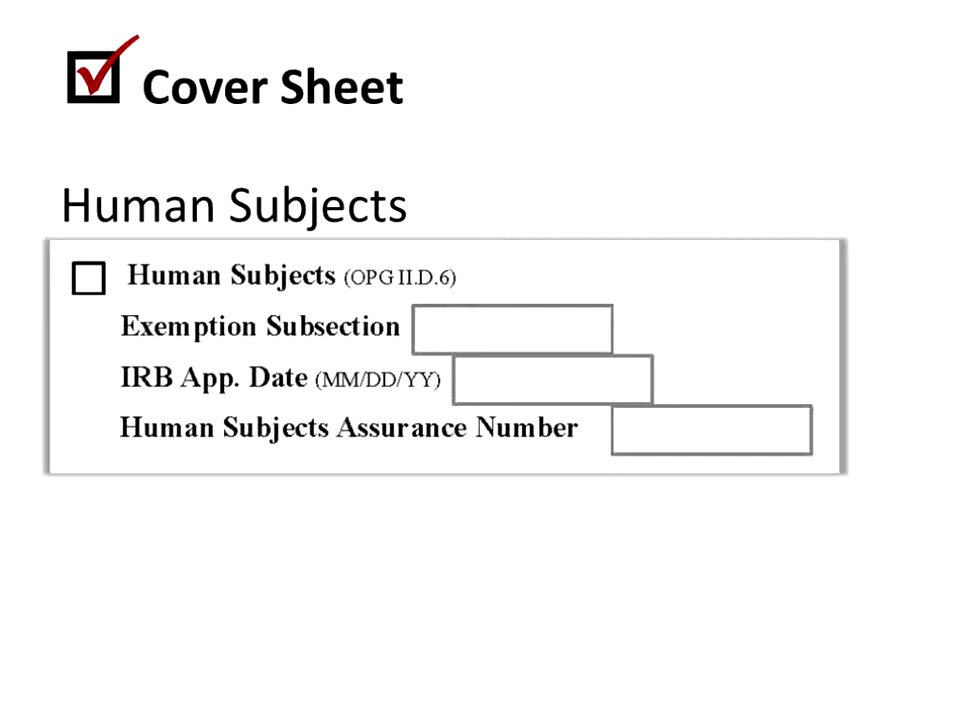 Cover Sheet
Human Subjects
Human Subjects (OPG II.D.6)
Exemption Subsection
IRB App. Date (MM/DD/YY)
Human Subjects Assurance Number